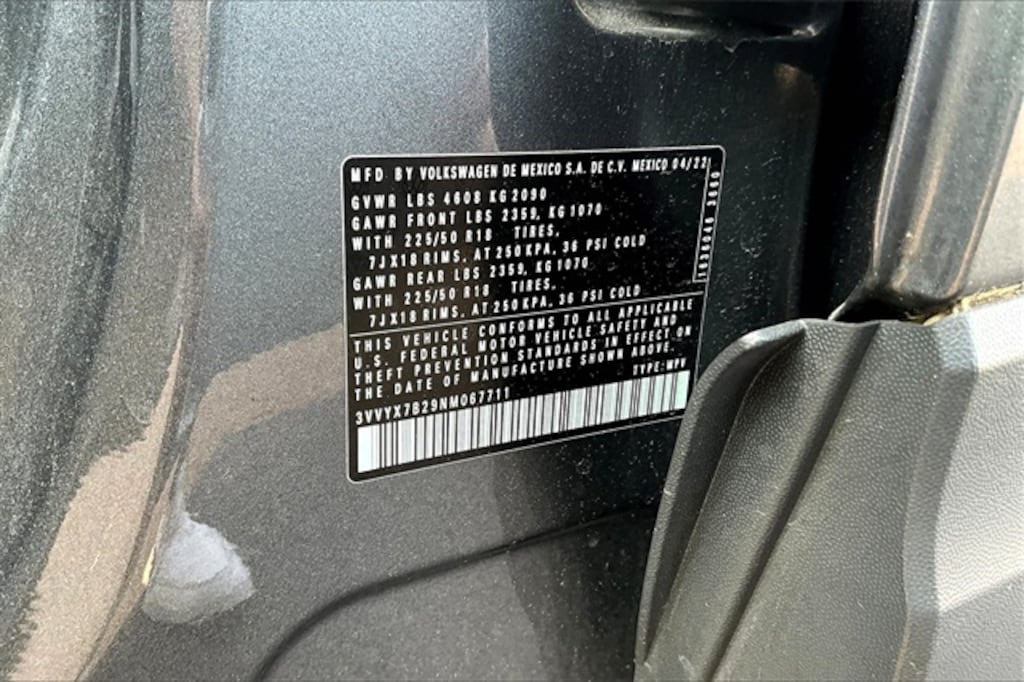 MFD BY VOLKSWAGEN DE MEXICO S.A. DE C.V. MEXICO 04/22
GVWR LBS 4608 KG2090
GAWR FRONT LBS 2359, KG1070
WITH 225/50 R18 TIRES,
7JX18 RIMS, AT 250KPA, 36 PSI COLD
GAWR REAR LBS 2359, KG1070
WITH 225/50 R18 TIRES,
7JX18 RIMS, AT 250KPA, 36 PSI COLD
THIS VEHICLE CONFORMS TO ALL APPLICABLE
U.S. FEDERAL MOTOR VEHICLE SAFETY AND
THEFT PREVENTION STANDARDS IN EFFECT ON
THE DATE OF MANUFACTURE SHOWN ABOVE.
TYPE: MPV
3VVYX7B29NM067711